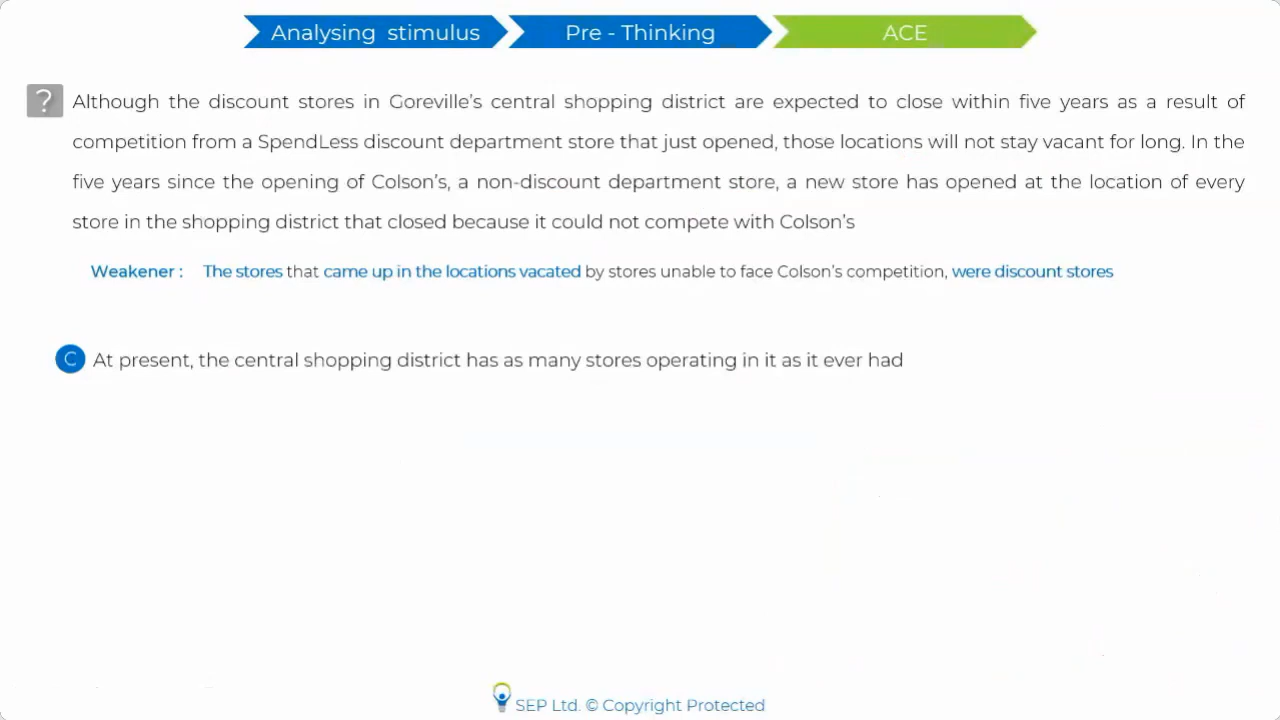 Analysing stimulus
Pre - Thinking
ACE
?
Although the discount stores in Goreville’s central shopping district are expected to close within five years as a result of
competition from a SpendLess discount department store that just opened, those locations will not stay vacant for long. In the
five years since the opening of Colson’s, a non-discount department store, a new store has opened at the location of every
store in the shopping district that closed because it could not compete with Colson’s
Weakener : The stores that came up in the locations vacated by stores unable to face Colson’s competition, were discount stores
C At present, the central shopping district has as many stores operating in it as it ever had
SEP Ltd. © Copyright Protected